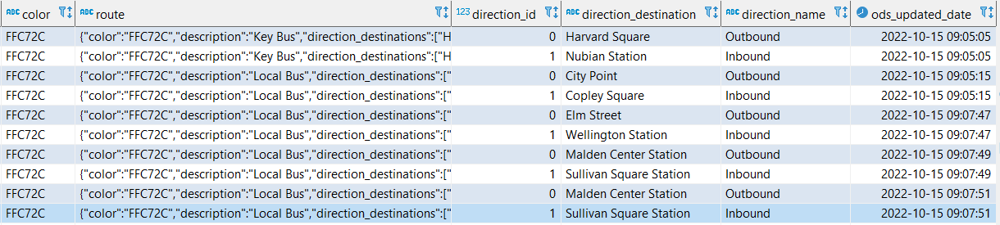 ABC color ABC route 123 direction_id ABC direction_destination ABC direction_name ods_updated_date
FFC72C {"color":"FFC72C","description":"Key Bus","direction_destinations":["H 0 Harvard Square Outbound 2022-10-15 09:05:05
FFC72C {"color":"FFC72C","description":"Key Bus","direction_destinations":["H 1 Nubian Station Inbound 2022-10-15 09:05:05
FFC72C {"color":"FFC72C","description":"Local Bus","direction_destinations":[" 0 City Point Outbound 2022-10-15 09:05:15
FFC72C {"color":"FFC72C","description":"Local Bus","direction_destinations":[" 1 Copley Square Inbound 2022-10-15 09:05:15
FFC72C {"color":"FFC72C","description":"Local Bus","direction_destinations":[" 0 Elm Street Outbound 2022-10-15 09:07:47
FFC72C {"color":"FFC72C","description":"Local Bus","direction_destinations":[" 1 Wellington Station Inbound 2022-10-15 09:07:47
FFC72C {"color":"FFC72C","description":"Local Bus","direction_destinations":[" 0 Malden Center Station Outbound 2022-10-15 09:07:49
FFC72C {"color":"FFC72C","description":"Local Bus","direction_destinations":[" 1 Sullivan Square Station Inbound 2022-10-15 09:07:49
FFC72C {"color":"FFC72C","description":"Local Bus","direction_destinations":[" 0 Malden Center Station Outbound 2022-10-15 09:07:51
FFC72C {"color":"FFC72C","description":"Local Bus","direction_destinations":[" 1 Sullivan Square Station Inbound 2022-10-15 09:07:51